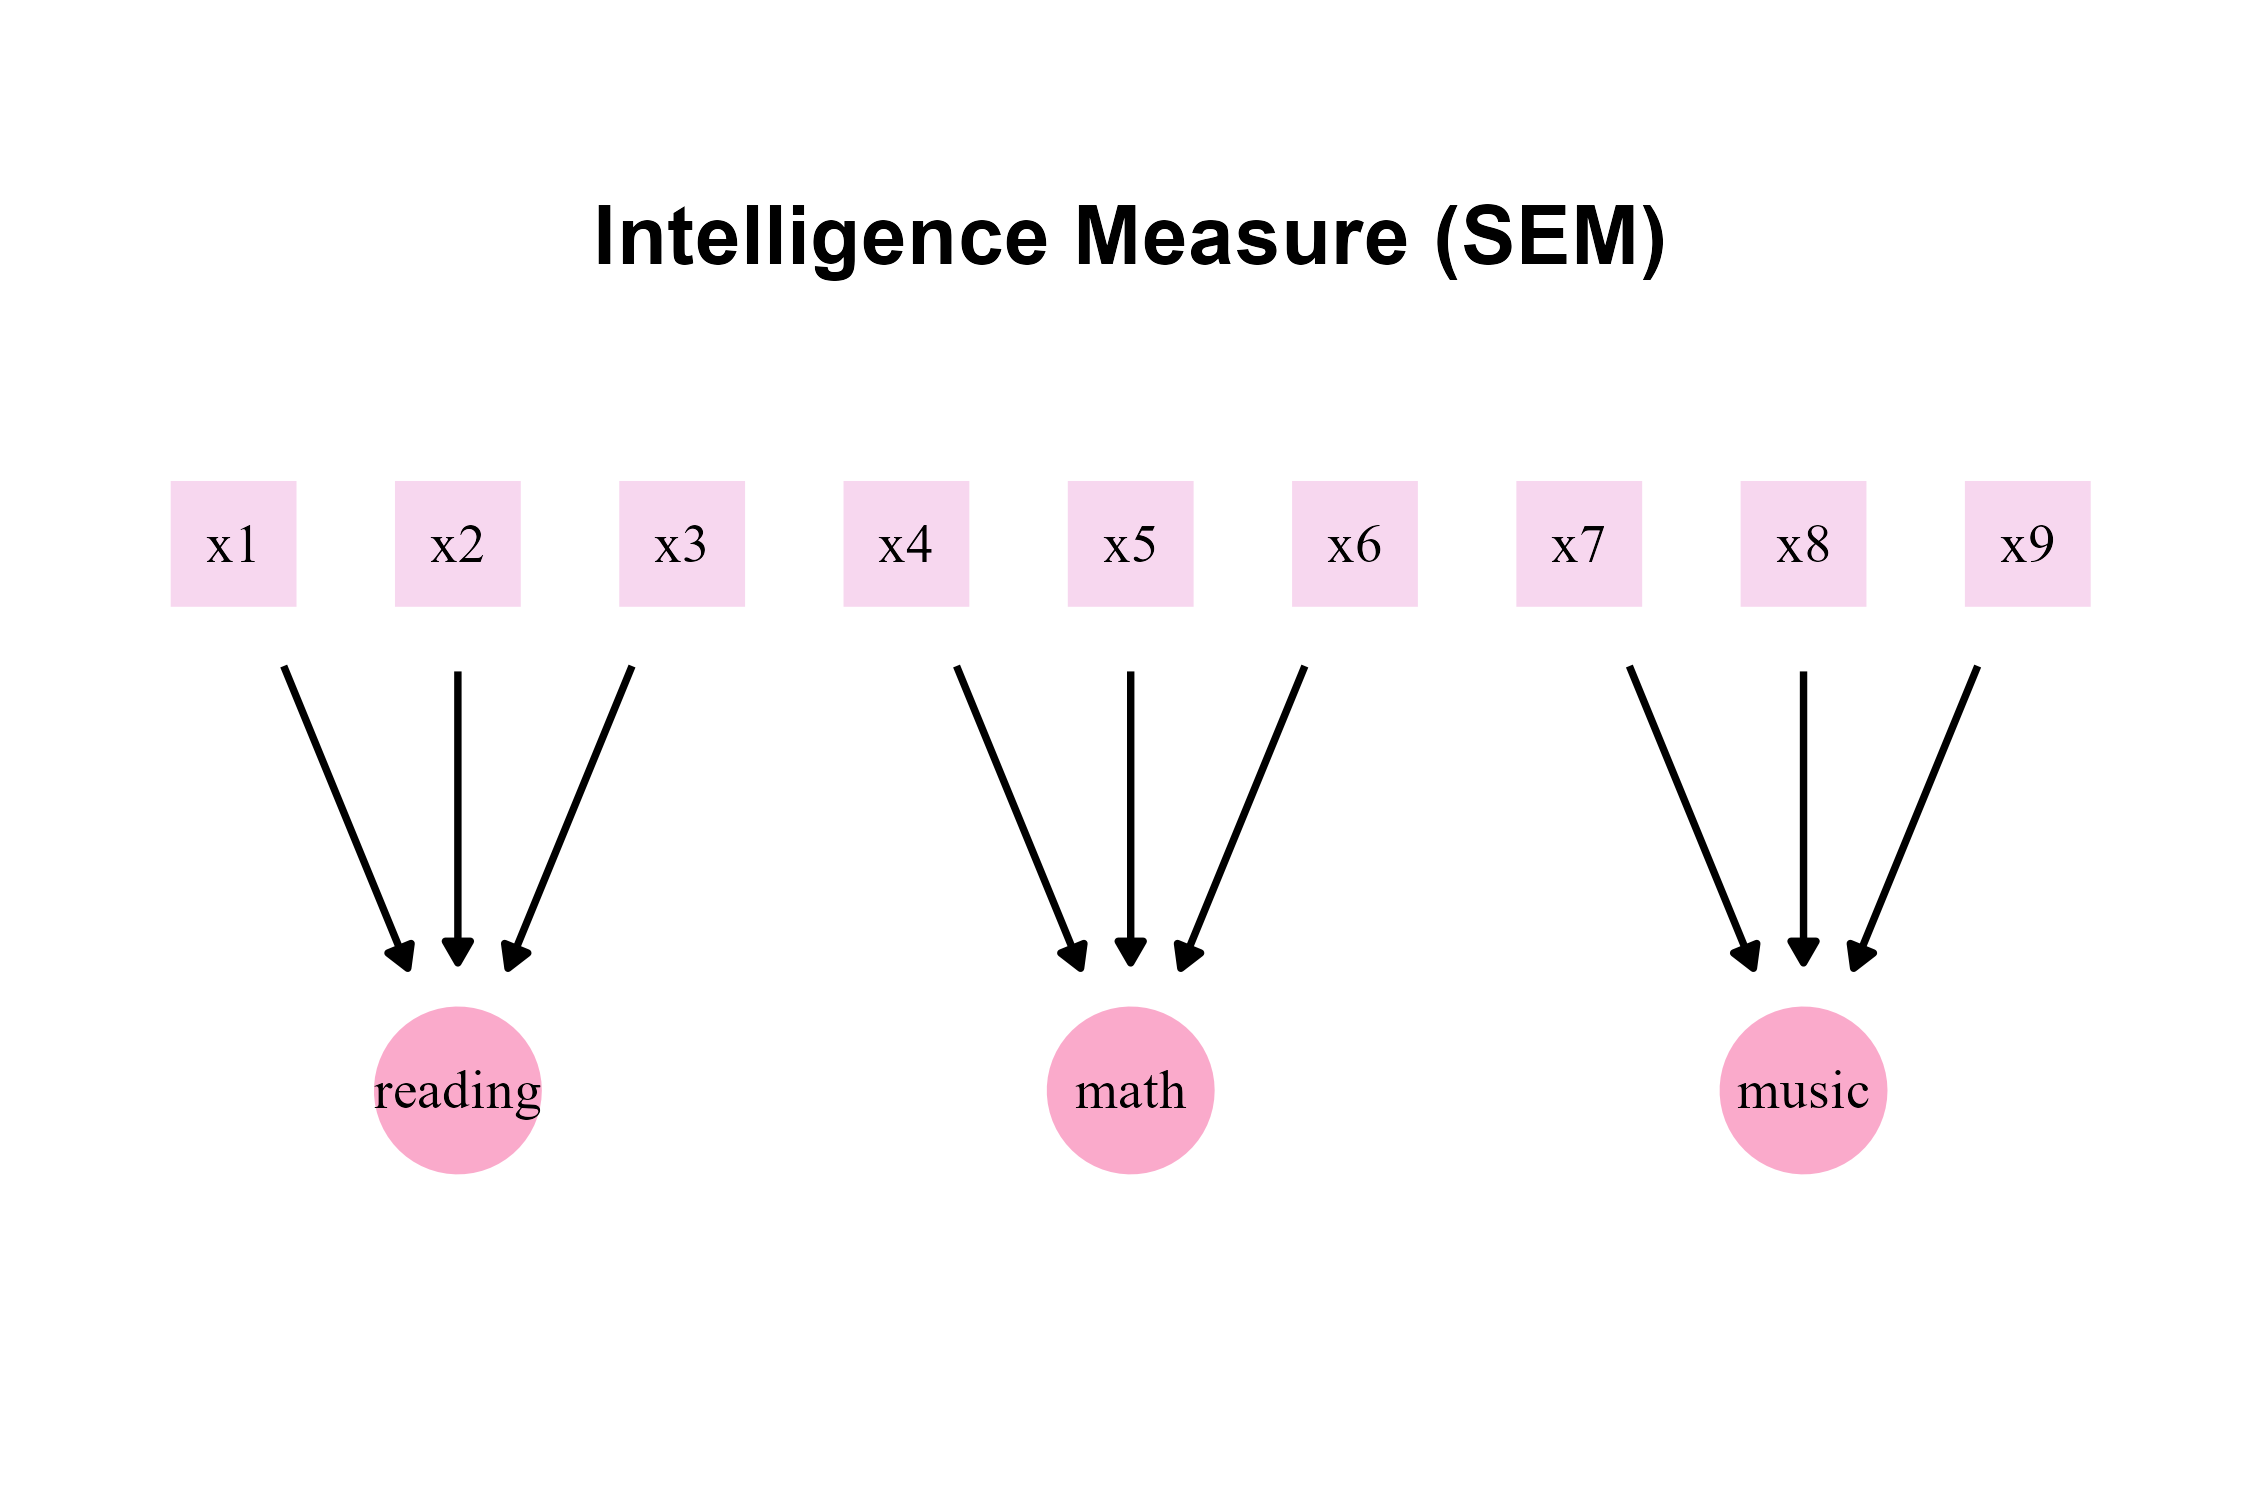 Intelligence Measure (SEM)
x1 x2 x3 x4 x5 x6 x7 x8 x9
reading math music